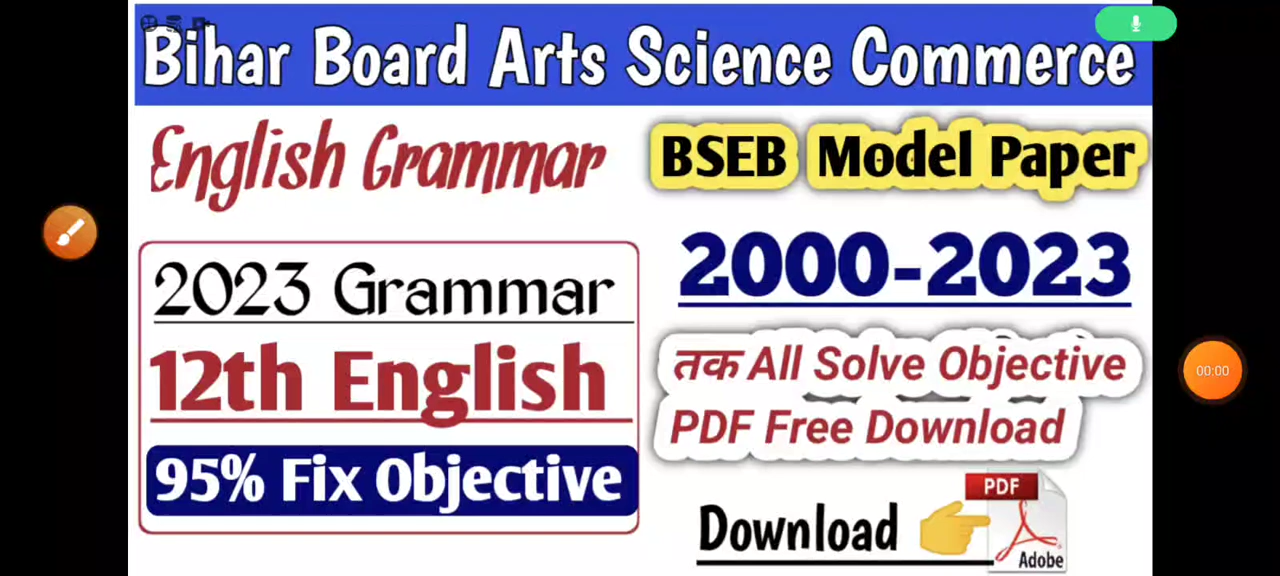 Bihar Board Arts Science Commerce
English Grammar
BSEB Model Paper
2023 Grammar
12th English
95% Fix Objective
2000-2023
तक All Solve Objective
PDF Free Download
Download
PDF
Adobe
00:00